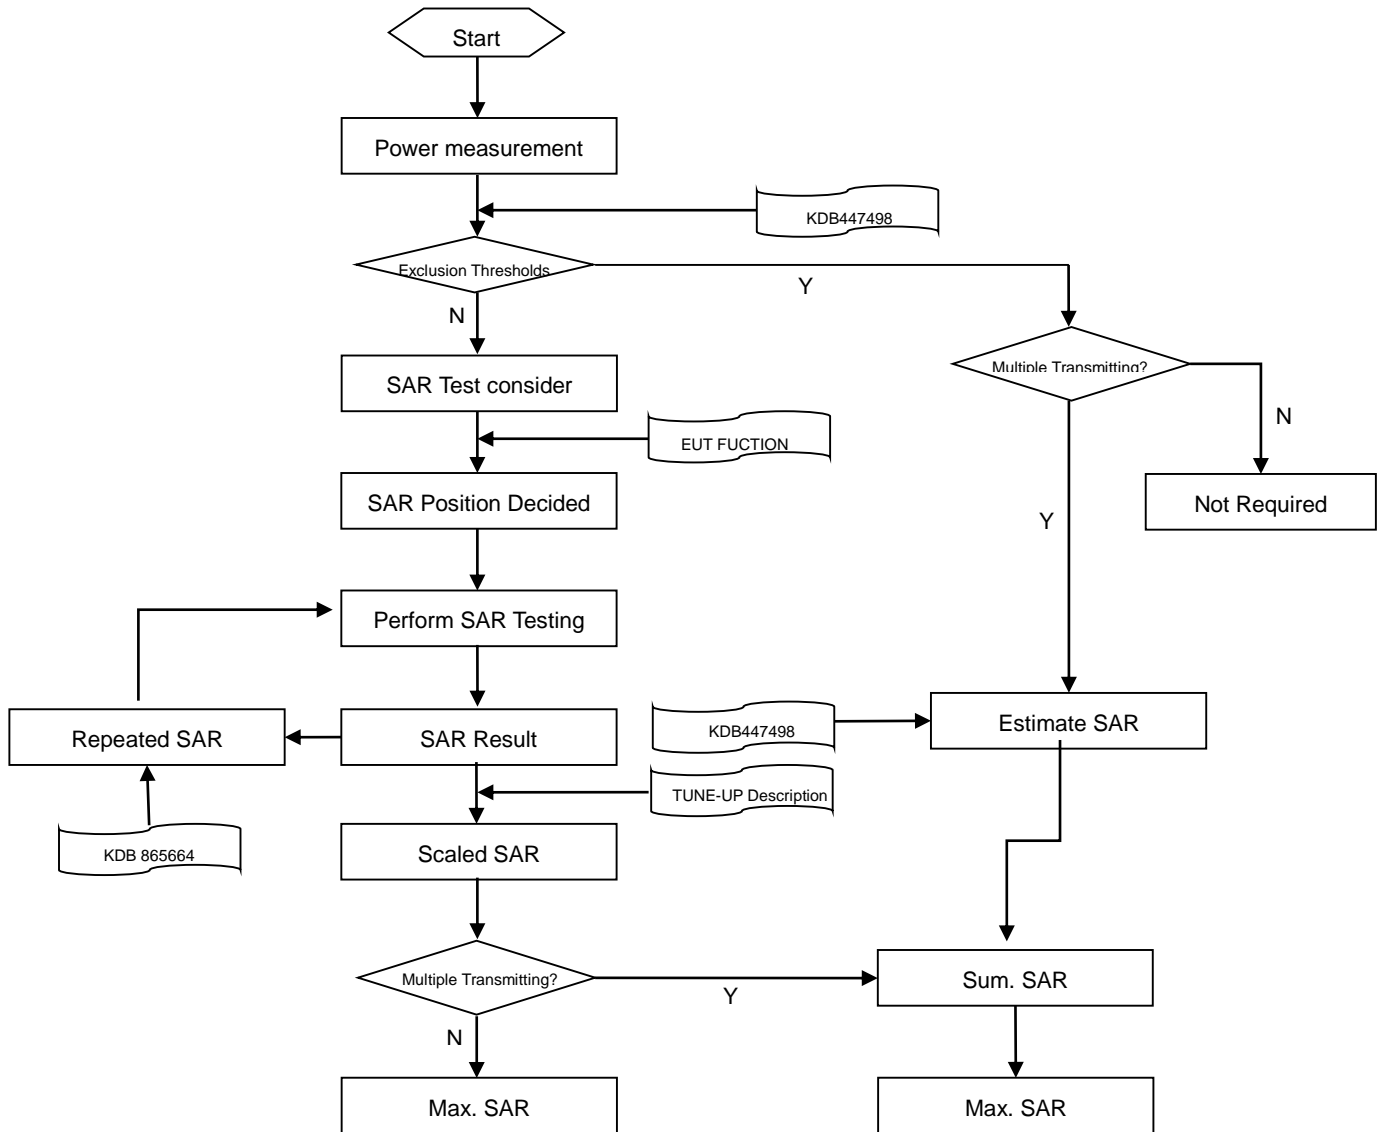 Start
Power measurement
KDB447498
Exclusion Thresholds
Y
N
Multiple Transmitting?
SAR Test consider
N
EUT FUCTION
SAR Position Decided
Not Required
Y
Perform SAR Testing
KDB447498
Estimate SAR
Repeated SAR
SAR Result
TUNE-UP Description
KDB 865664
Scaled SAR
Multiple Transmitting?
Y
Sum. SAR
N
Max. SAR
Max. SAR